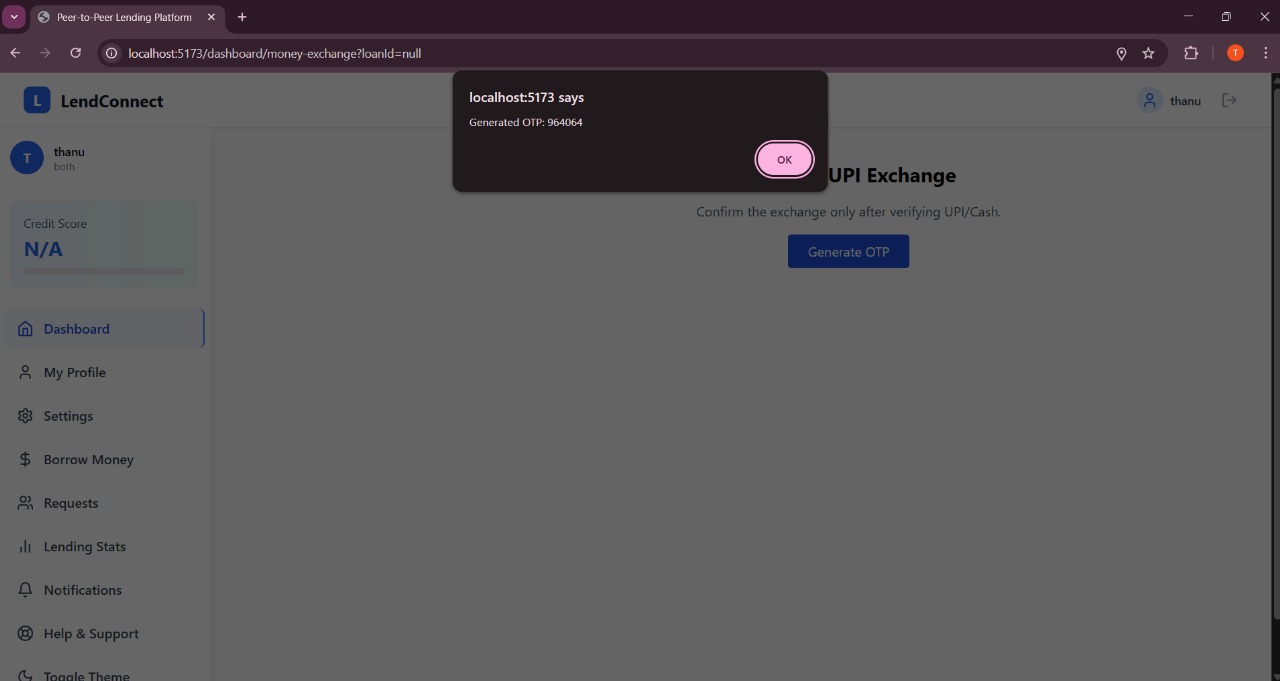 Peer-to-Peer Lending Platform
localhost:5173/dashboard/money-exchange?loanId=null
T
L
LendConnect
localhost:5173 says
Generated OTP: 964064
OK
thanu
T
thanu
both
Credit Score
N/A
UPI Exchange
Confirm the exchange only after verifying UPI/Cash.
Generate OTP
Dashboard
My Profile
Settings
Borrow Money
Requests
Lending Stats
Notifications
Help & Support
Toggle Theme